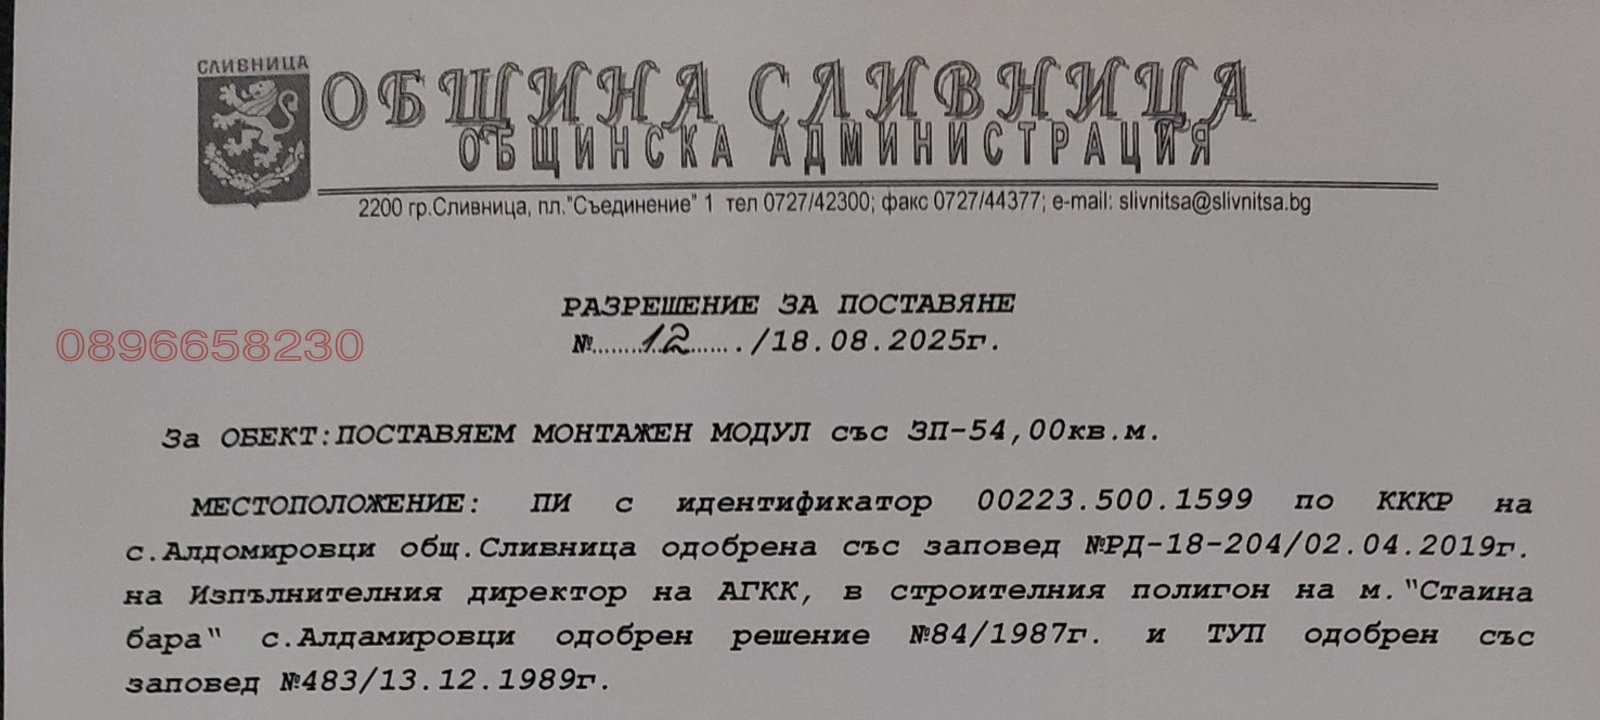 СЛИВНИЦА
ОБЩИНА СЛИВНИЦА
ОБЩИНСКА АДМИНИСТРАЦИЯ
2200 гр.Сливница, пл."Съединение" 1 тел 0727/42300; факс 0727/44377; e-mail: slivnitsa@slivnitsa.bg
РАЗРЕШЕНИЕ ЗА ПОСТАВЯНЕ
0896658230
№.........12......./18.08.2025г.
За ОБЕКТ:ПОСТАВЯЕМ МОНТАЖЕН МОДУЛ със ЗП-54,00кв.м.
МЕСТОПОЛОЖЕНИЕ: ПИ с идентификатор 00223.500.1599 по КККР на
с.Алдомировци общ.Сливница одобрена със заповед №РД-18-204/02.04.2019г.
на Изпълнителния директор на АГКК, в строителния полигон на м."Стаина
бара" с.Алдамировци одобрен решение №84/1987г. и ТУП одобрен със
заповед №483/13.12.1989г.